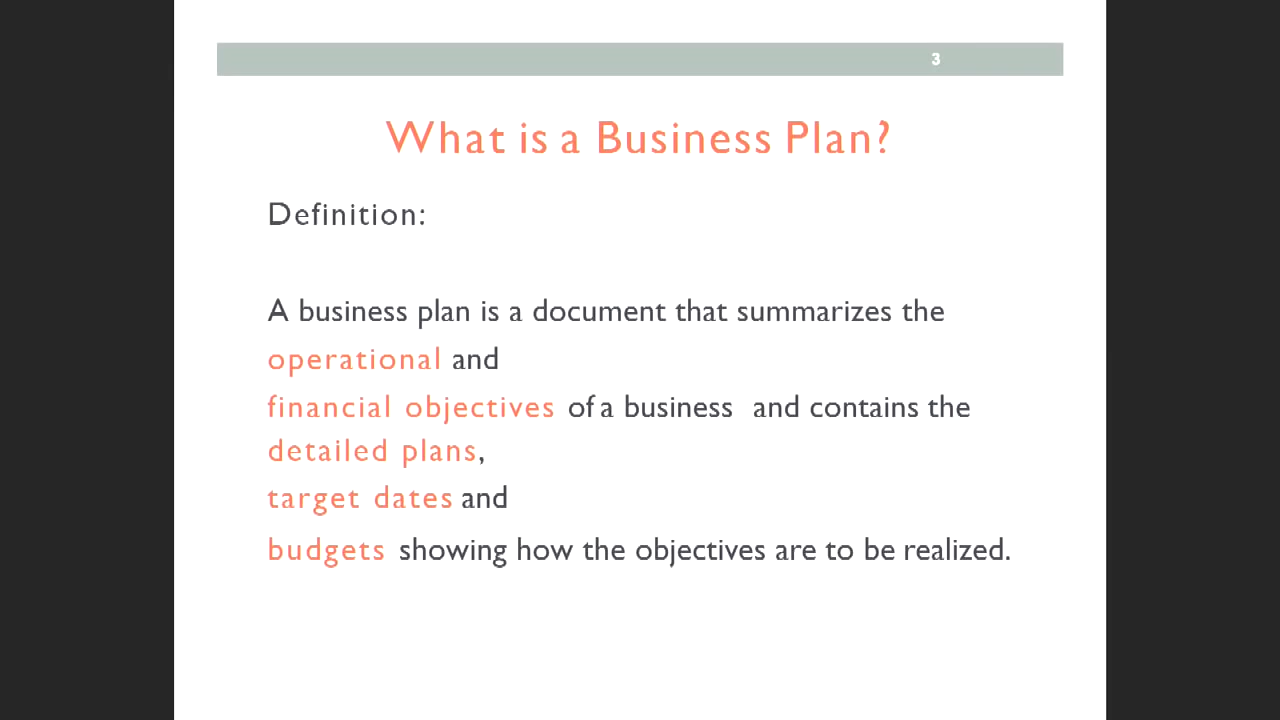 3
What is a Business Plan?
Definition:
A business plan is a document that summarizes the
operational and
financial objectives of a business and contains the
detailed plans,
target dates and
budgets showing how the objectives are to be realized.